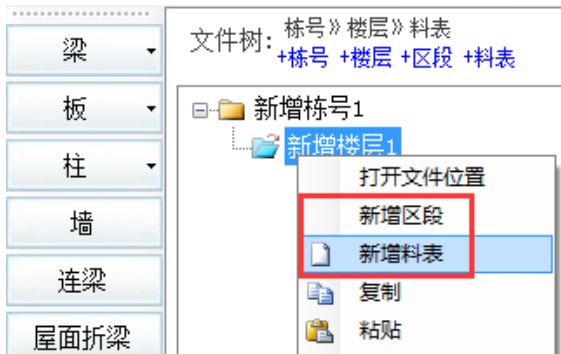 梁
板
柱
墙
连梁
屋面折梁
文件树:
栋号》楼层》料表
+栋号 +楼层 +区段 +料表
新增栋号1
新增楼层1
打开文件位置
新增区段
新增料表
复制
粘贴